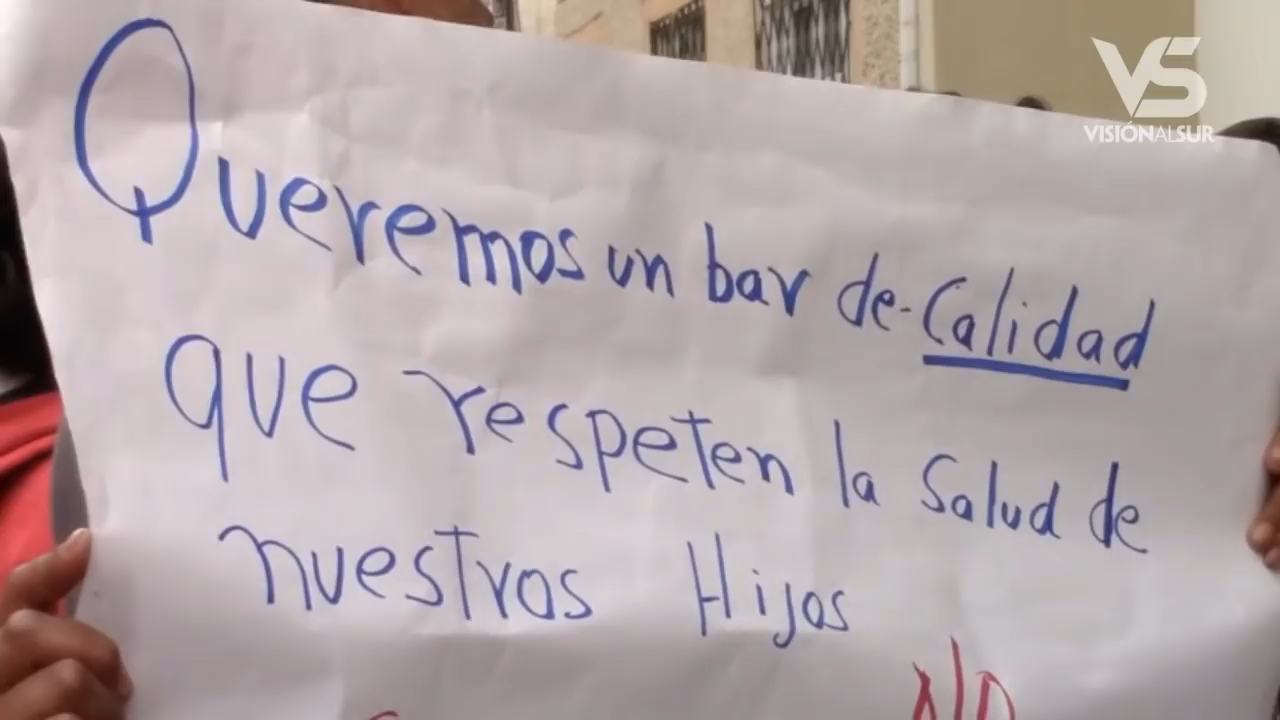 VS
VISIÓNALSUR
Queremos un bar de-Calidad
que respeten la Salud de
nuestros Hijos